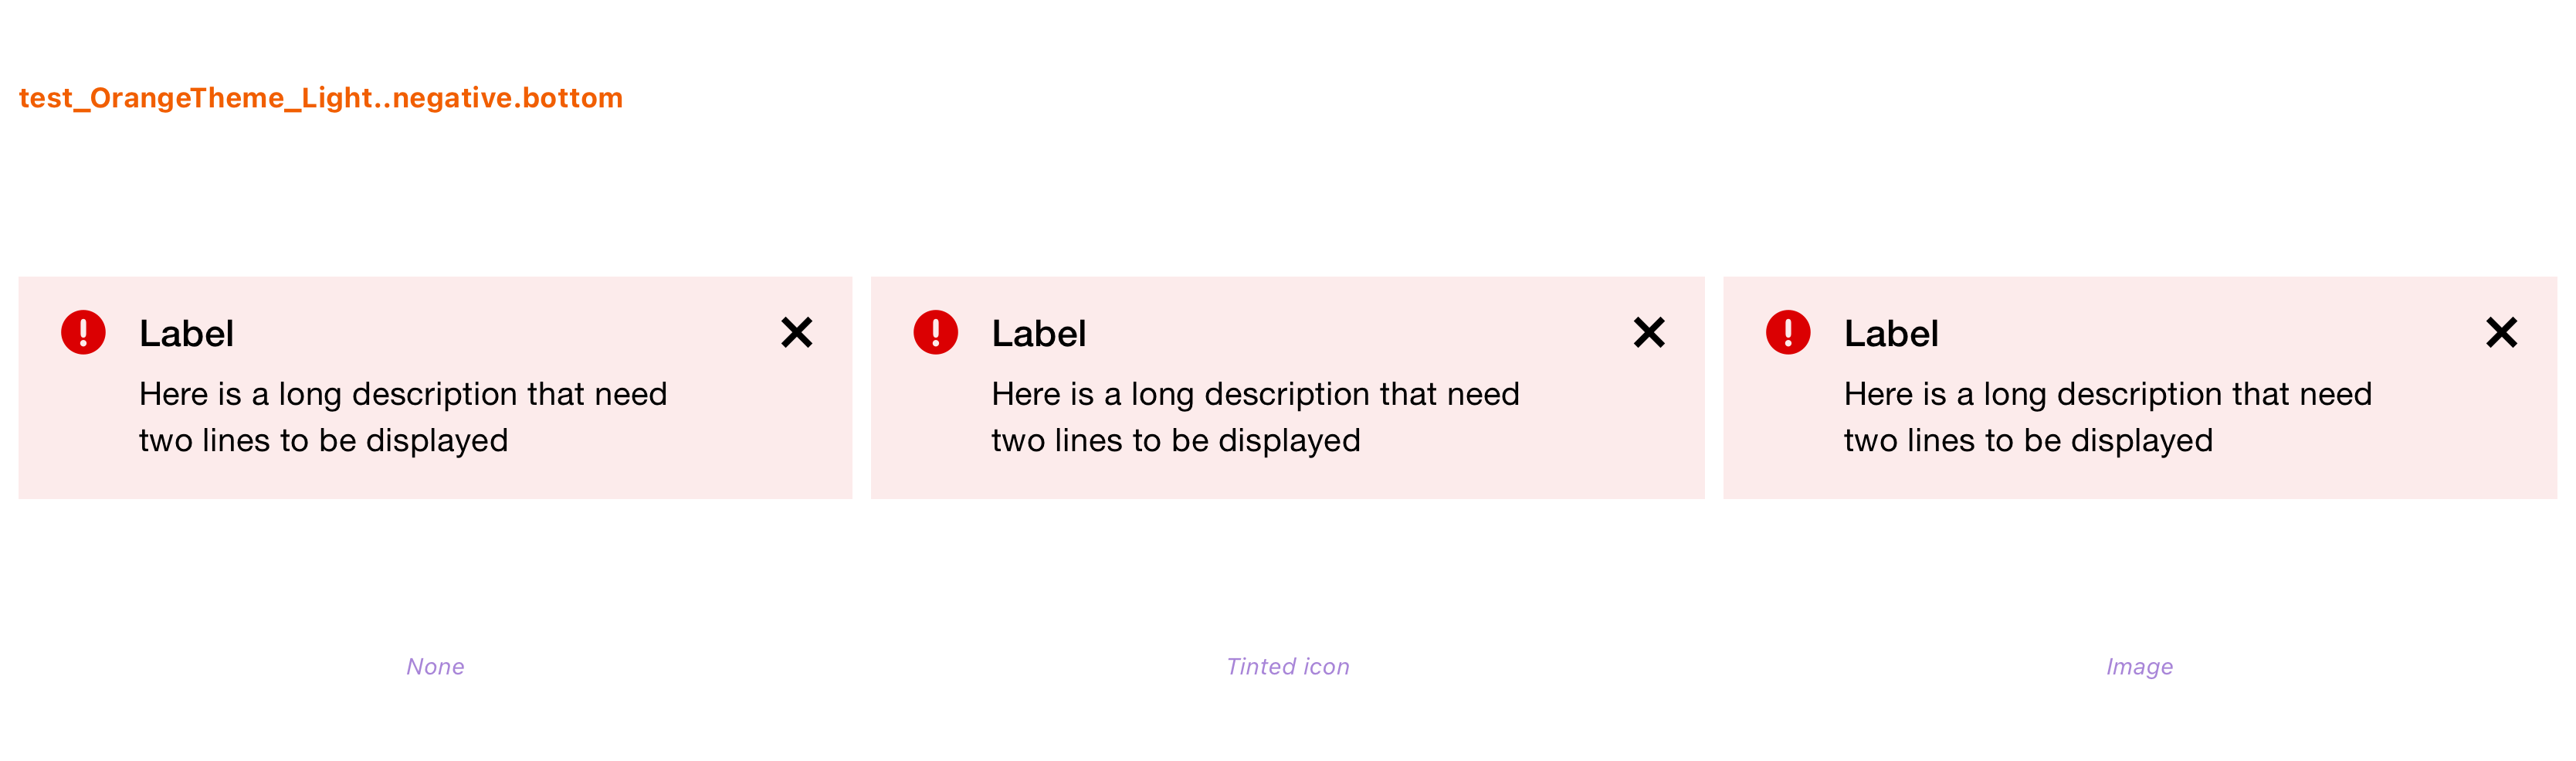 test_OrangeTheme_Light..negative.bottom
Label
Here is a long description that need
two lines to be displayed
Label
Here is a long description that need
two lines to be displayed
Label
Here is a long description that need
two lines to be displayed
None
Tinted icon
Image